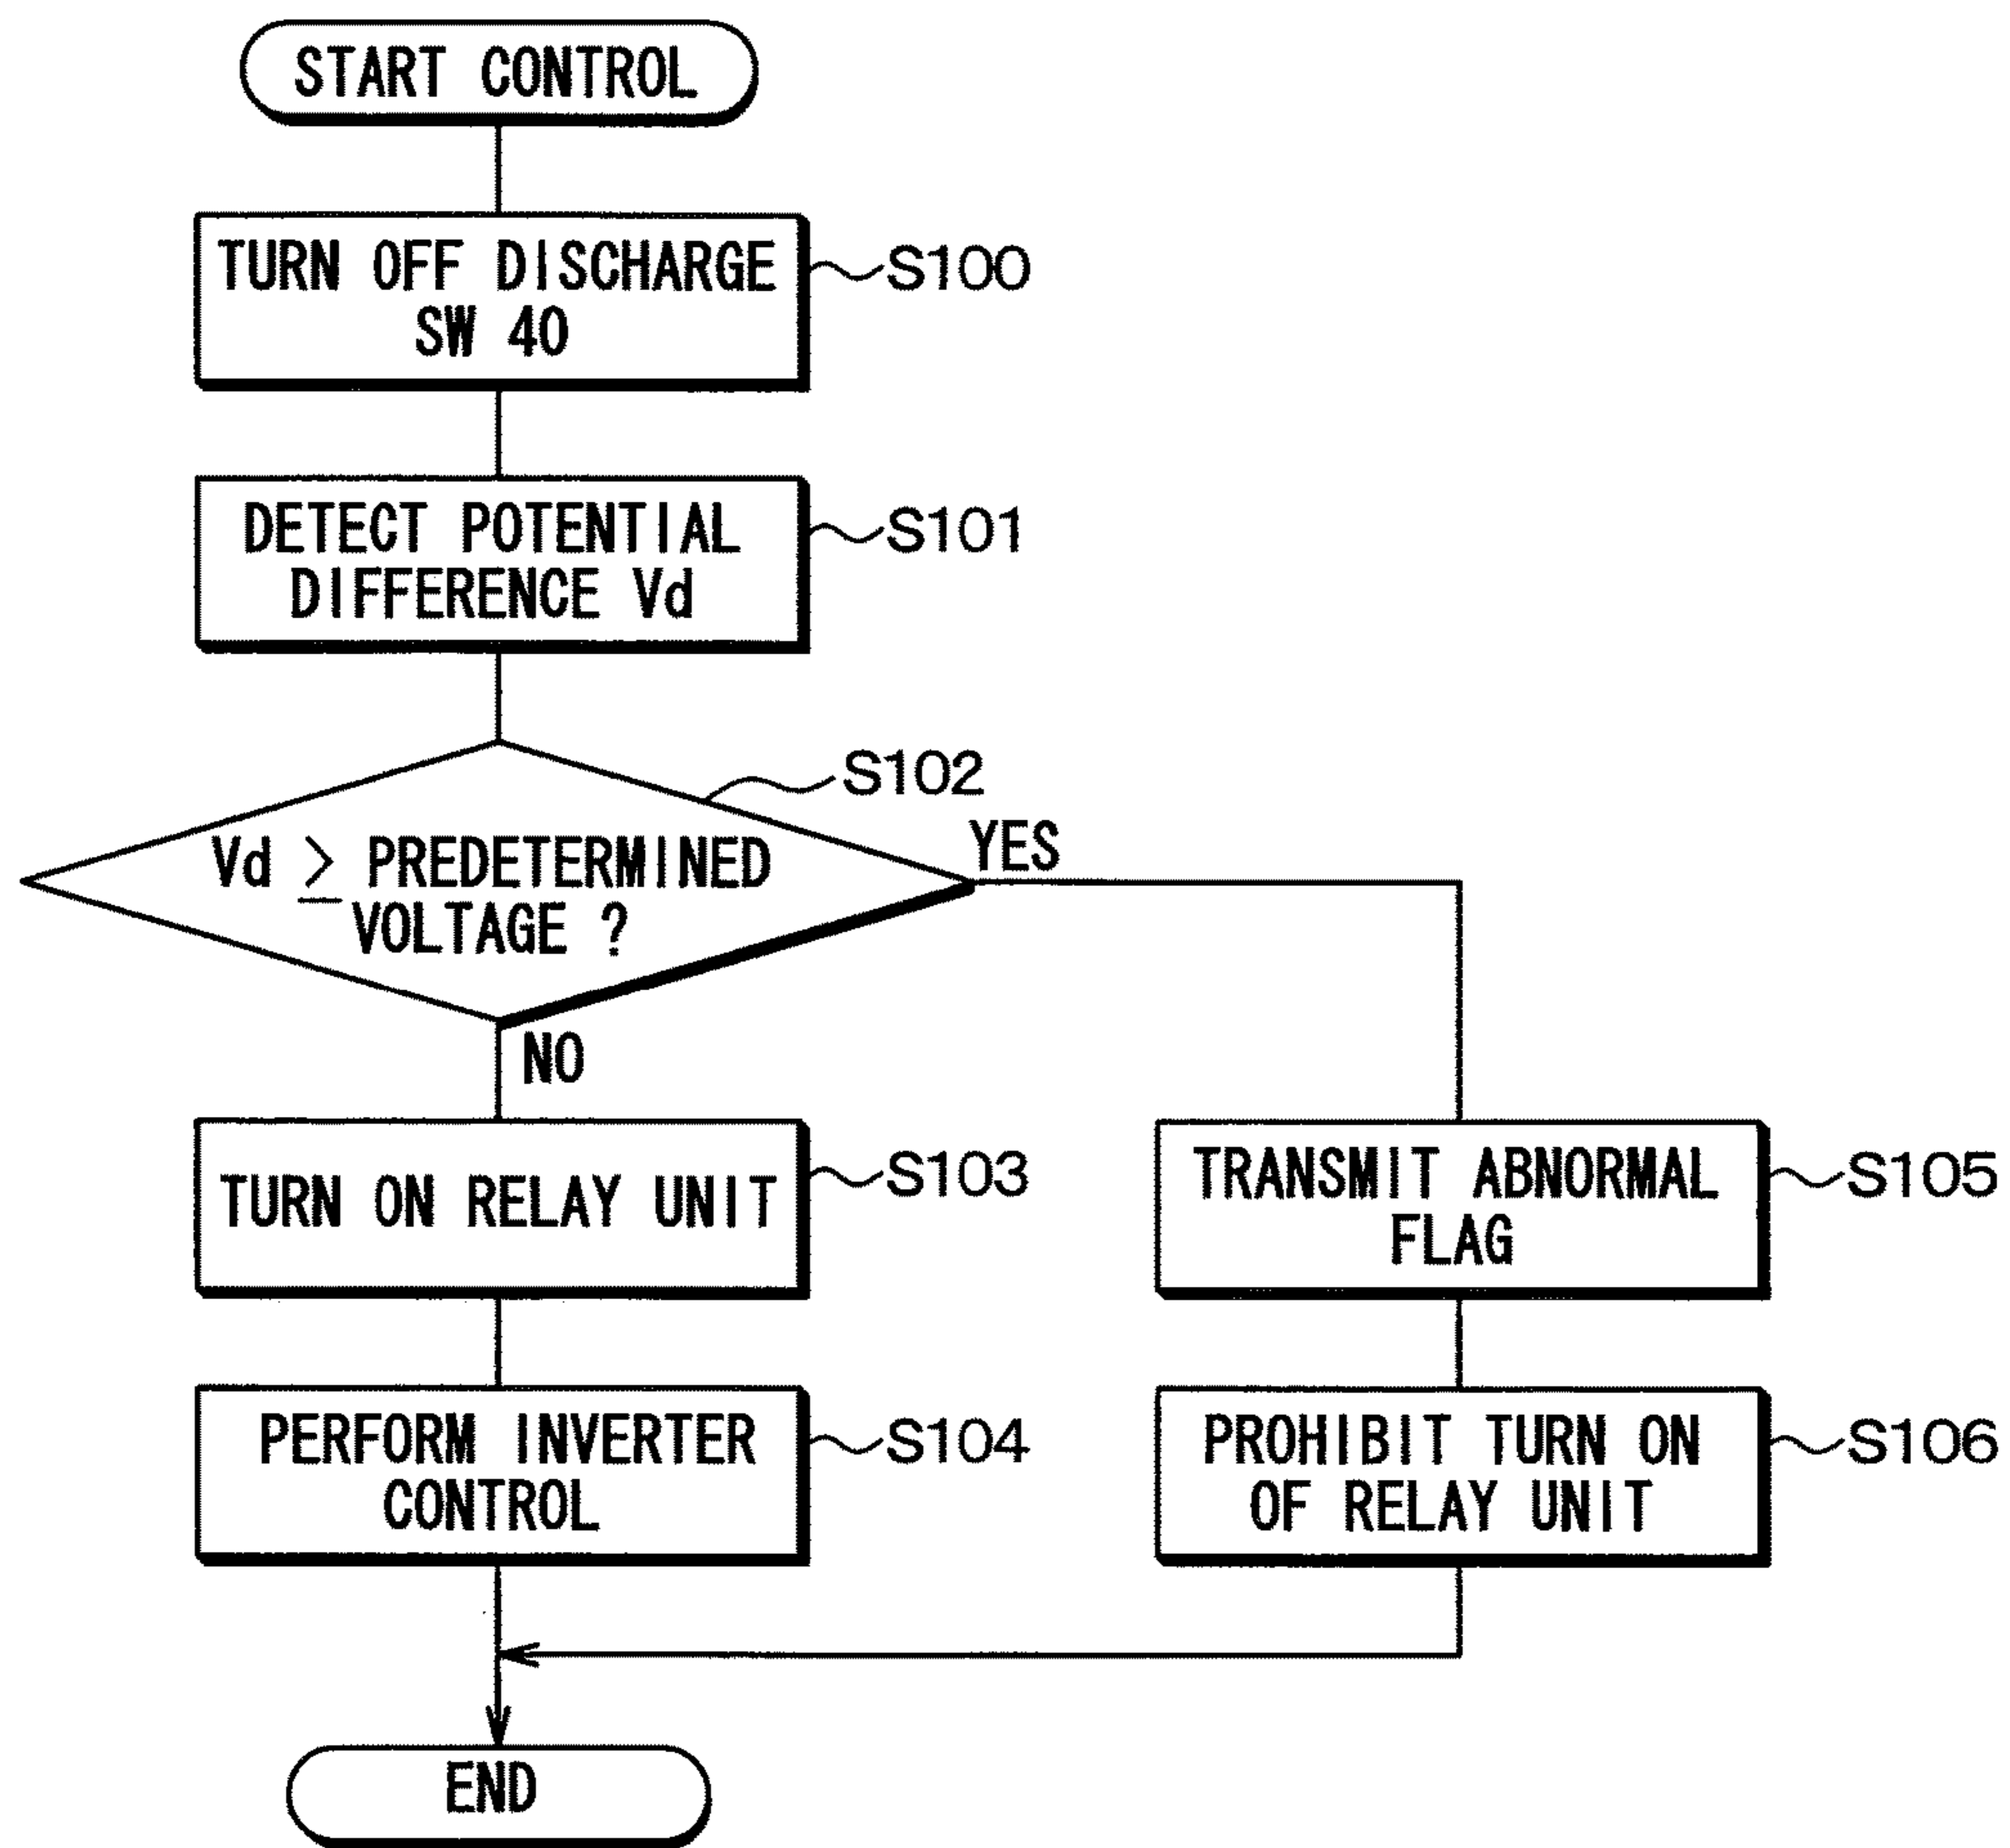 START CONTROL
TURN OFF DISCHARGE
SW 40
S100
DETECT POTENTIAL
DIFFERENCE Vd
S101
S102
Vd ≥ PREDETERMINED
VOLTAGE ?
YES
NO
TURN ON RELAY UNIT
S103
TRANSMIT ABNORMAL
FLAG
S105
PERFORM INVERTER
CONTROL
S104
PROHIBIT TURN ON
OF RELAY UNIT
S106
END